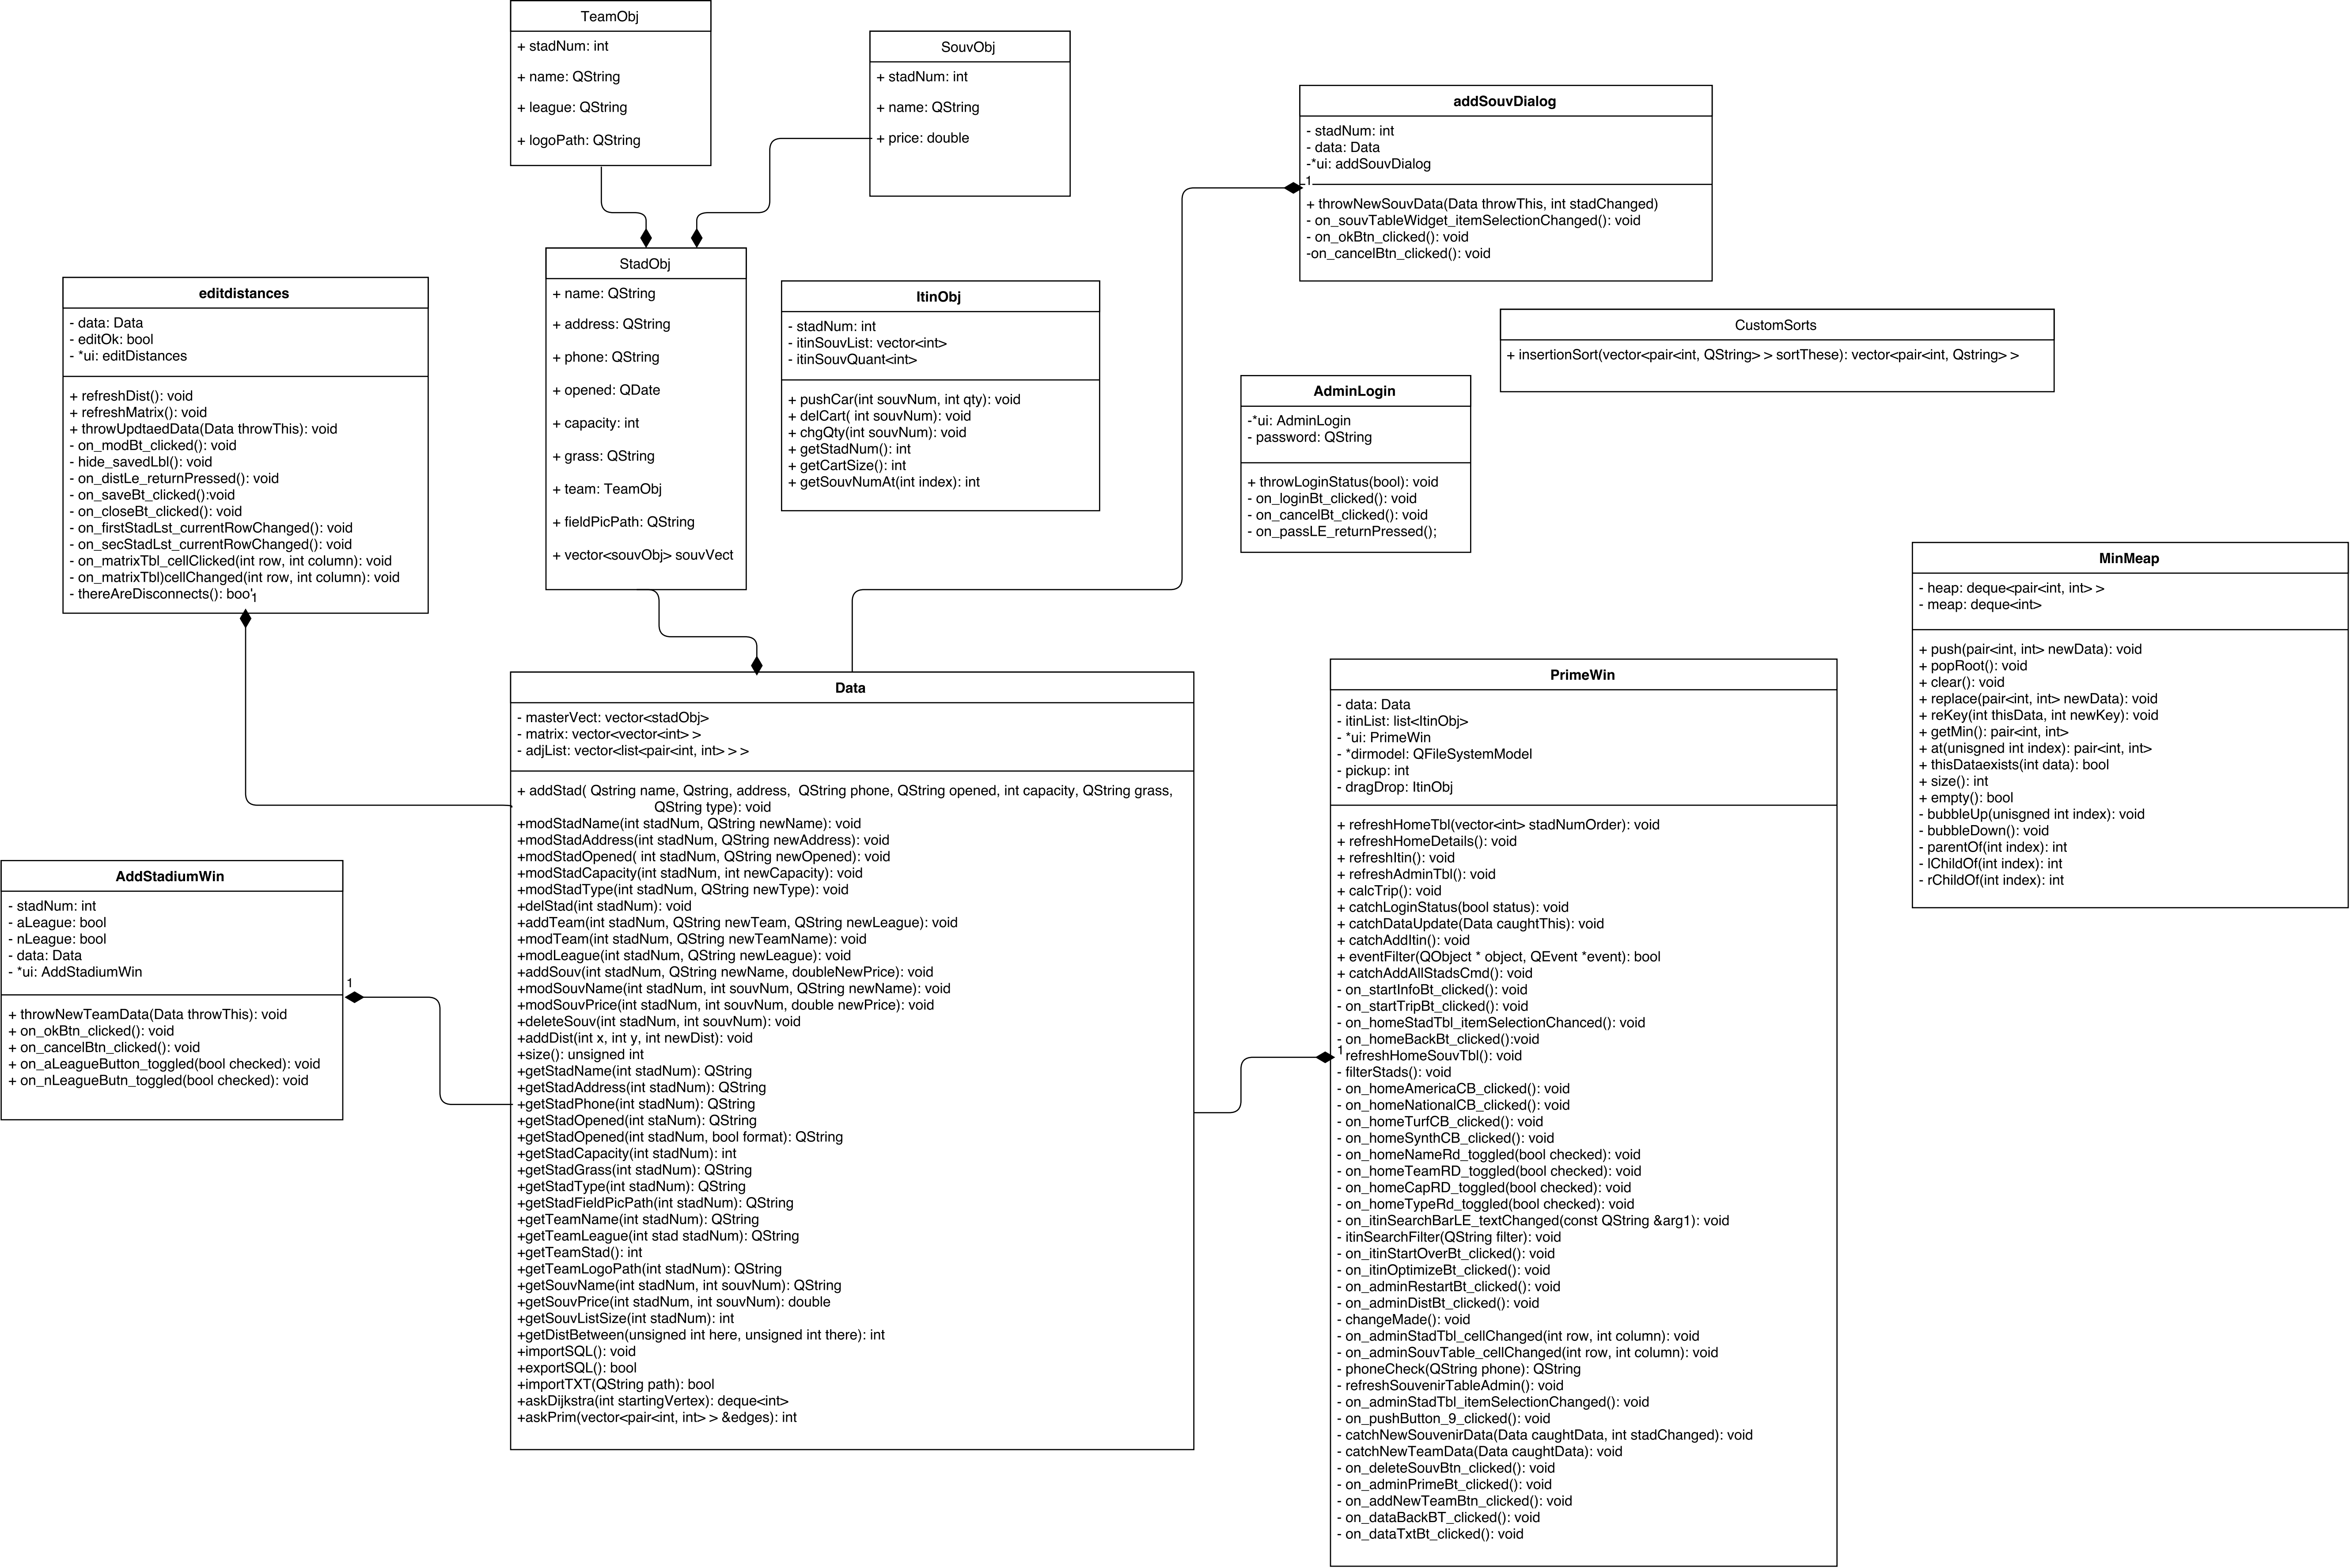 TeamObj
+ stadNum: int
+ name: QString
+ league: QString
+ logoPath: QString
SouvObj
+ stadNum: int
+ name: QString
+ price: double
addSouvDialog
- stadNum: int
- data: Data
-*ui: addSouvDialog
1
+ throwNewSouvData(Data throwThis, int stadChanged)
- on_souvTableWidget_itemSelectionChanged(): void
- on_okBtn_clicked(): void
-on_cancelBtn_clicked(): void
StadObj
+ name: QString
+ address: QString
+ phone: QString
+ opened: QDate
+ capacity: int
+ grass: QString
+ team: TeamObj
+ fieldPicPath: QString
+ vector<souvObj> souvVect
editdistances
- data: Data
- editOk: bool
- *ui: editDistances
+ refreshDist(): void
+ refreshMatrix(): void
+ throwUpdtaedData(Data throwThis): void
- on_modBt_clicked(): void
- hide_savedLbl(): void
- on_distLe_returnPressed(): void
- on_saveBt_clicked():void
- on_closeBt_clicked(): void
- on_firstStadLst_currentRowChanged(): void
- on_secStadLst_currentRowChanged(): void
- on_matrixTbl_cellClicked(int row, int column): void
- on_matrixTbl)cellChanged(int row, int column): void
- thereAreDisconnects(): bool
1
ItinObj
- stadNum: int
- itinSouvList: vector<int>
- itinSouvQuant<int>
+ pushCar(int souvNum, int qty): void
+ delCart( int souvNum): void
+ chgQty(int souvNum): void
+ getStadNum(): int
+ getCartSize(): int
+ getSouvNumAt(int index): int
CustomSorts
+ insertionSort(vector<pair<int, QString> > sortThese): vector<pair<int, Qstring> >
AdminLogin
-*ui: AdminLogin
- password: QString
+ throwLoginStatus(bool): void
- on_loginBt_clicked(): void
- on_cancelBt_clicked(): void
- on_passLE_returnPressed();
MinMeap
- heap: deque<pair<int, int> >
- meap: deque<int>
+ push(pair<int, int> newData): void
+ popRoot(): void
+ clear(): void
+ replace(pair<int, int> newData): void
+ reKey(int thisData, int newKey): void
+ getMin(): pair<int, int>
+ at(unisgned int index): pair<int, int>
+ thisDataexists(int data): bool
+ size(): int
+ empty(): bool
- bubbleUp(unisgned int index): void
- bubbleDown(): void
- parentOf(int index): int
- lChildOf(int index): int
- rChildOf(int index): int
Data
- masterVect: vector<stadObj>
- matrix: vector<vector<int> >
- adjList: vector<list<pair<int, int> > >
+ addStad( Qstring name, Qstring, address,  QString phone, QString opened, int capacity, QString grass,
QString type): void
+modStadName(int stadNum, QString newName): void
+modStadAddress(int stadNum, QString newAddress): void
+modStadOpened( int stadNum, QString newOpened): void
+modStadCapacity(int stadNum, int newCapacity): void
+modStadType(int stadNum, QString newType): void
+delStad(int stadNum): void
+addTeam(int stadNum, QString newTeam, QString newLeague): void
+modTeam(int stadNum, QString newTeamName): void
+modLeague(int stadNum, QString newLeague): void
+addSouv(int stadNum, QString newName, doubleNewPrice): void
+modSouvName(int stadNum, int souvNum, QString newName): void
+modSouvPrice(int stadNum, int souvNum, double newPrice): void
+deleteSouv(int stadNum, int souvNum): void
+addDist(int x, int y, int newDist): void
+size(): unsigned int
+getStadName(int stadNum): QString
+getStadAddress(int stadNum): QString
+getStadPhone(int stadNum): QString
+getStadOpened(int staNum): QString
+getStadOpened(int stadNum, bool format): QString
+getStadCapacity(int stadNum): int
+getStadGrass(int stadNum): QString
+getStadType(int stadNum): QString
+getStadFieldPicPath(int stadNum): QString
+getTeamName(int stadNum): QString
+getTeamLeague(int stad stadNum): QString
+getTeamStad(): int
+getTeamLogoPath(int stadNum): QString
+getSouvName(int stadNum, int souvNum): QString
+getSouvPrice(int stadNum, int souvNum): double
+getSouvListSize(int stadNum): int
+getDistBetween(unsigned int here, unsigned int there): int
+importSQL(): void
+exportSQL(): bool
+importTXT(QString path): bool
+askDijkstra(int startingVertex): deque<int>
+askPrim(vector<pair<int, int> > &edges): int
AddStadiumWin
- stadNum: int
- aLeague: bool
- nLeague: bool
- data: Data
- *ui: AddStadiumWin
1
+ throwNewTeamData(Data throwThis): void
+ on_okBtn_clicked(): void
+ on_cancelBtn_clicked(): void
+ on_aLeagueButton_toggled(bool checked): void
+ on_nLeagueButn_toggled(bool checked): void
PrimeWin
- data: Data
- itinList: list<ItinObj>
- *ui: PrimeWin
- *dirmodel: QFileSystemModel
- pickup: int
- dragDrop: ItinObj
+ refreshHomeTbl(vector<int> stadNumOrder): void
+ refreshHomeDetails(): void
+ refreshItin(): void
+ refreshAdminTbl(): void
+ calcTrip(): void
+ catchLoginStatus(bool status): void
+ catchDataUpdate(Data caughtThis): void
+ catchAddItin(): void
+ eventFilter(QObject * object, QEvent *event): bool
+ catchAddAllStadsCmd(): void
- on_startInfoBt_clicked(): void
- on_startTripBt_clicked(): void
- on_homeStadTbl_itemSelectionChanced(): void
- on_homeBackBt_clicked():void
1
refreshHomeSouvTbl(): void
- filterStads(): void
- on_homeAmericaCB_clicked(): void
- on_homeNationalCB_clicked(): void
- on_homeTurfCB_clicked(): void
- on_homeSynthCB_clicked(): void
- on_homeNameRd_toggled(bool checked): void
- on_homeTeamRD_toggled(bool checked): void
- on_homeCapRD_toggled(bool checked): void
- on_homeTypeRd_toggled(bool checked): void
- on_itinSearchBarLE_textChanged(const QString &arg1): void
- itinSearchFilter(QString filter): void
- on_itinStartOverBt_clicked(): void
- on_itinOptimizeBt_clicked(): void
- on_adminRestartBt_clicked(): void
- on_adminDistBt_clicked(): void
- changeMade(): void
- on_adminStadTbl_cellChanged(int row, int column): void
- on_adminSouvTable_cellChanged(int row, int column): void
- phoneCheck(QString phone): QString
- refreshSouvenirTableAdmin(): void
- on_adminStadTbl_itemSelectionChanged(): void
- on_pushButton_9_clicked(): void
- catchNewSouvenirData(Data caughtData, int stadChanged): void
- catchNewTeamData(Data caughtData): void
- on_deleteSouvBtn_clicked(): void
- on_adminPrimeBt_clicked(): void
- on_addNewTeamBtn_clicked(): void
- on_dataBackBT_clicked(): void
- on_dataTxtBt_clicked(): void